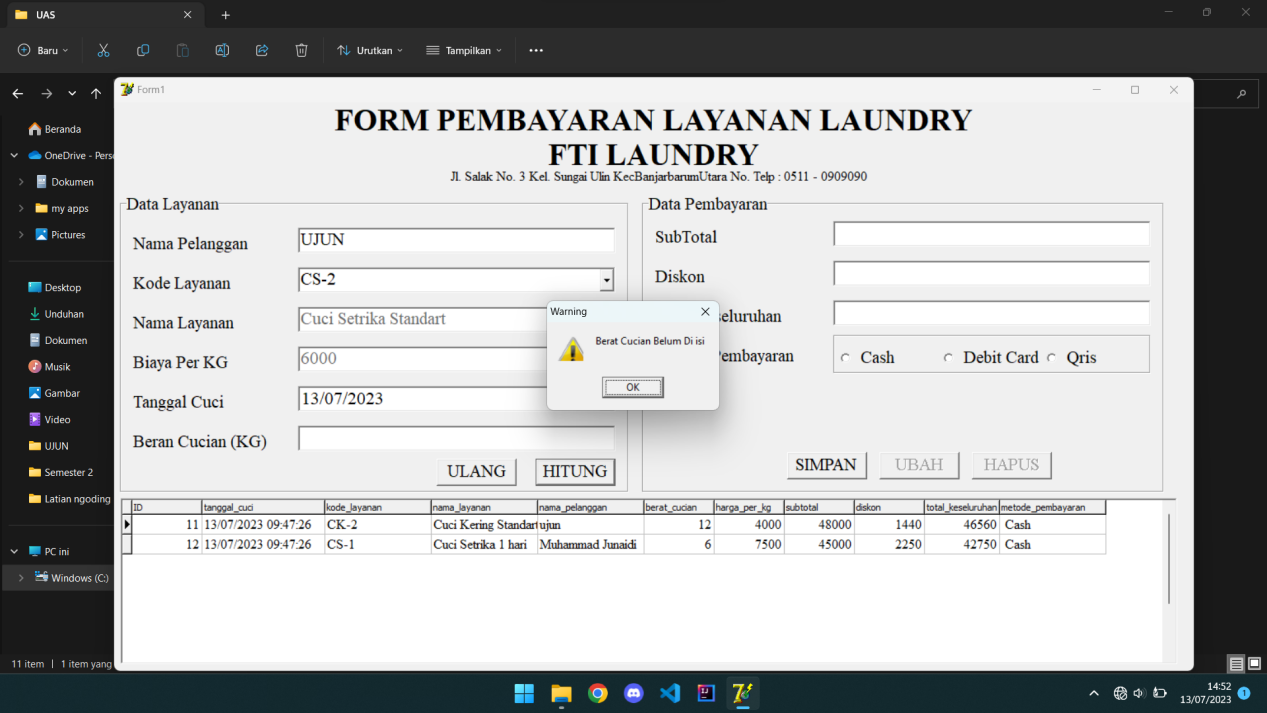 UAS
Baru
Urutkan
Tampilkan
Form1
FORM PEMBAYARAN LAYANAN LAUNDRY
FTI LAUNDRY
Jl. Salak No. 3 Kel. Sungai Ulin KecBanjarbarumUtara No. Telp : 0511 - 0909090
Beranda
OneDrive - Perso
Dokumen
my apps
Pictures
Desktop
Unduhan
Dokumen
Musik
Gambar
Video
UJUN
Semester 2
Latian ngoding
PC ini
Windows (C:)
11 item
1 item yang
Data Layanan
Nama Pelanggan UJUN
Kode Layanan CS-2
Nama Layanan Cuci Setrika Standart
Biaya Per KG 6000
Tanggal Cuci 13/07/2023
Beran Cucian (KG)
ULANG HITUNG
Data Pembayaran
SubTotal
Diskon
seluruhan
Pembayaran Cash Debit Card Qris
SIMPAN UBAH HAPUS
Warning
Berat Cucian Belum Di isi
OK
ID tanggal_cuci kode_layanan nama_layanan nama_pelanggan berat_cucian harga_per_kg subtotal diskon total_keseluruhan metode_pembayaran
11 13/07/2023 09:47:26 CK-2 Cuci Kering Standart ujun 12 4000 48000 1440 46560 Cash
12 13/07/2023 09:47:26 CS-1 Cuci Setrika 1 hari Muhammad Junaidi 6 7500 45000 2250 42750 Cash
14:52
13/07/2023
1